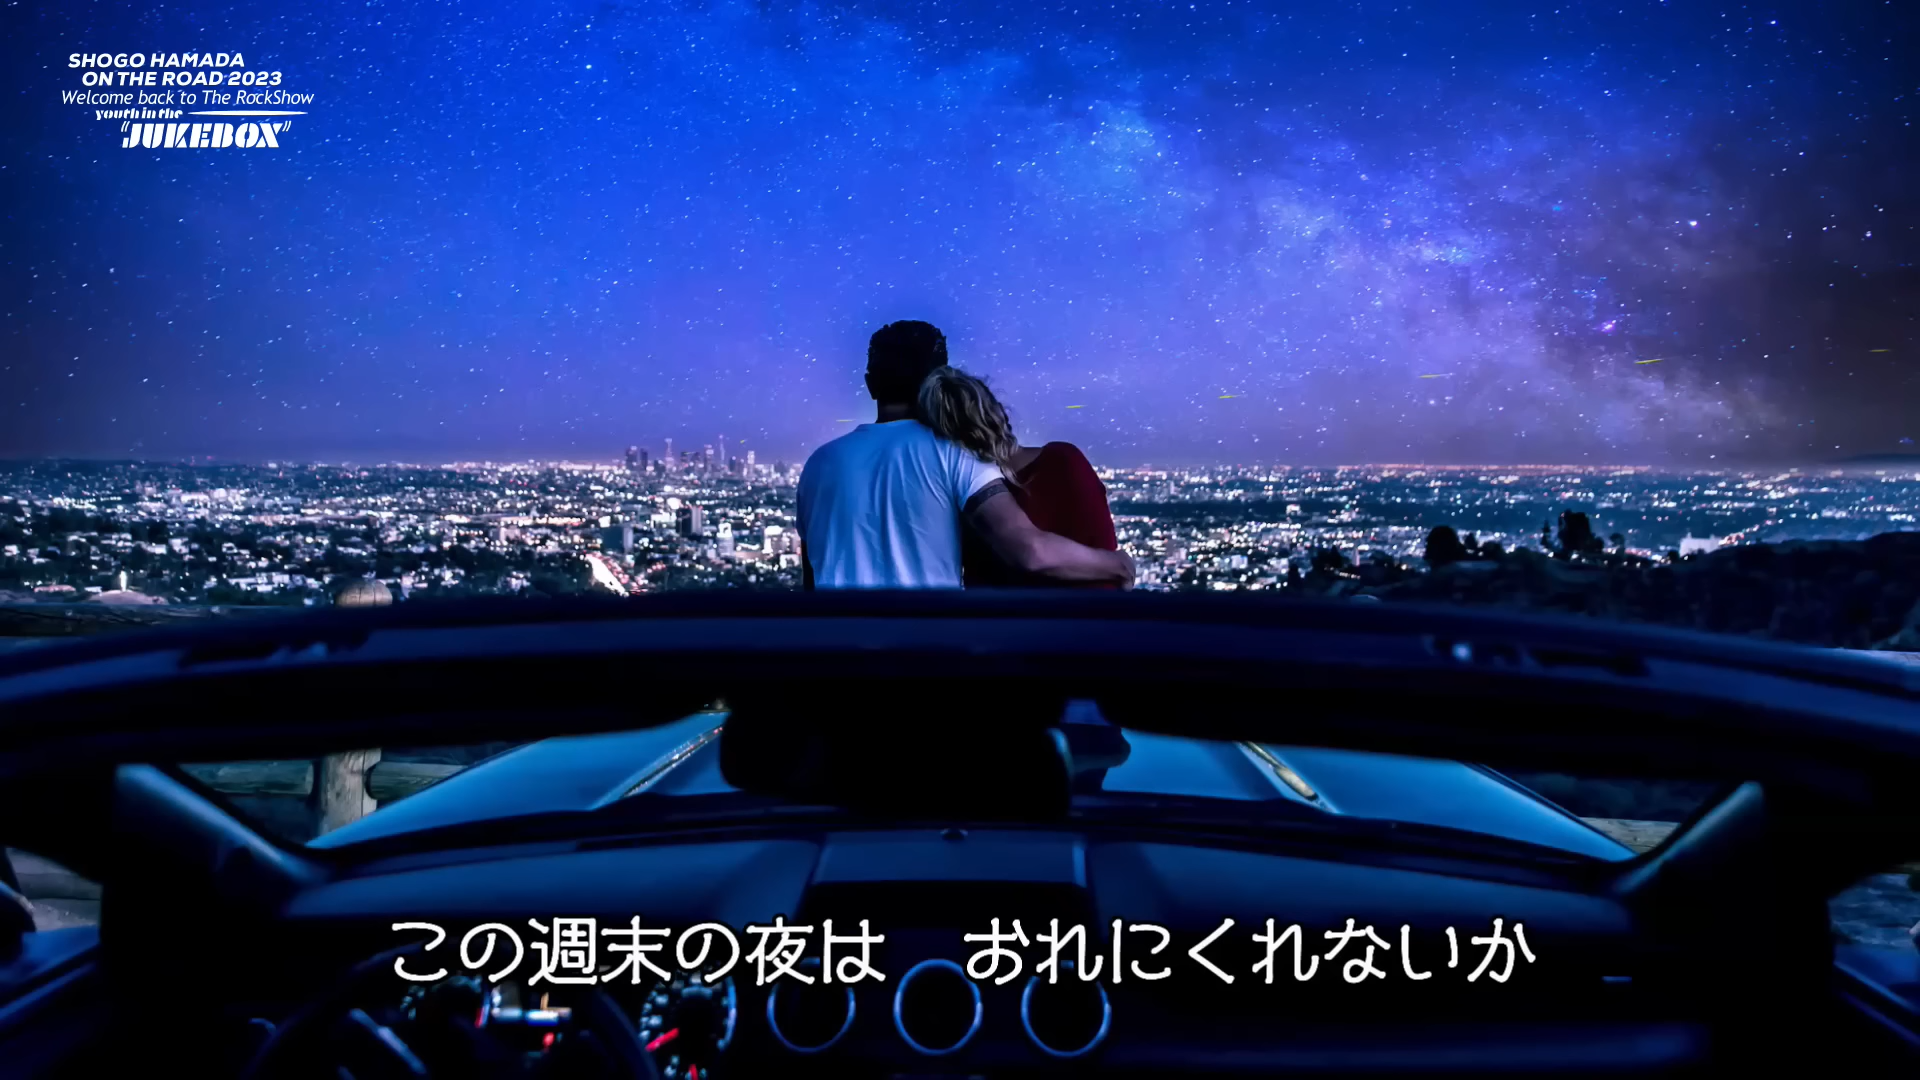 SHOGO HAMADA
ON THE ROAD 2023
Welcome back to The RockShow
youth in the
"JUKEBOX"
この週末の夜は　おれにくれないか